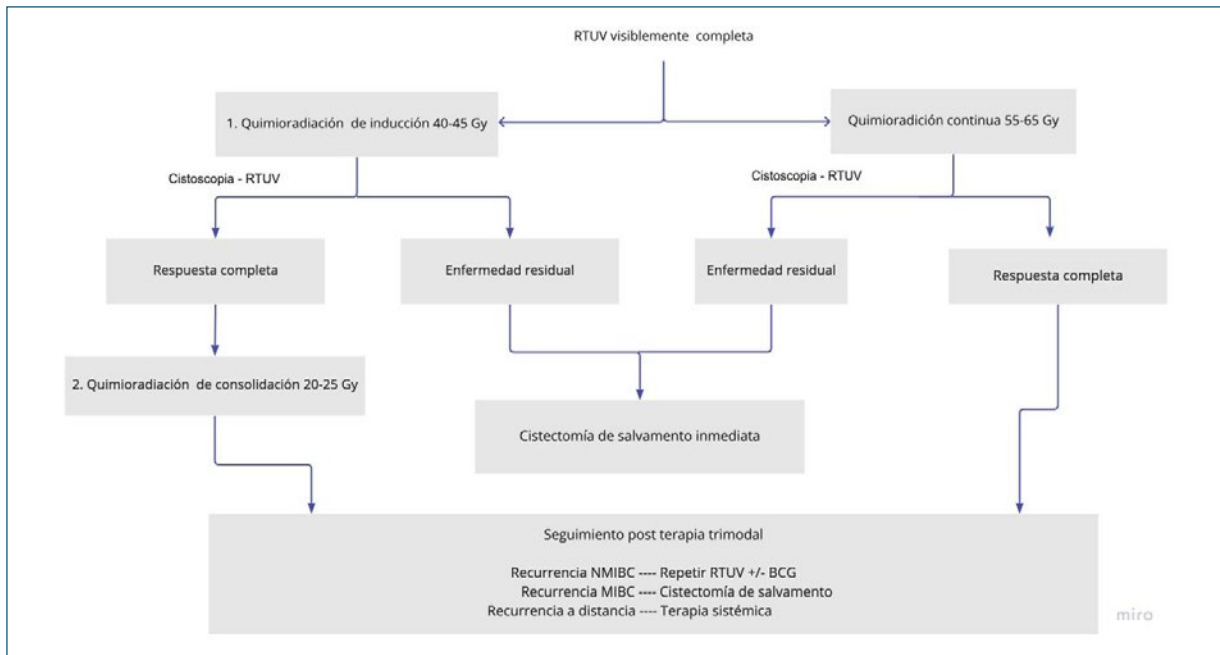 RTUV visiblemente completa
1. Quimioradiación de inducción 40-45 Gy
Quimioradición continua 55-65 Gy
Cistoscopia - RTUV
Cistoscopia - RTUV
Respuesta completa
Enfermedad residual
Enfermedad residual
Respuesta completa
2. Quimioradiación de consolidación 20-25 Gy
Cistectomía de salvamento inmediata
Seguimiento post terapia trimodal
Recurrencia NMIBC ---- Repetir RTUV +/- BCG
Recurrencia MIBC ---- Cistectomía de salvamento
Recurrencia a distancia ---- Terapia sistémica
miro